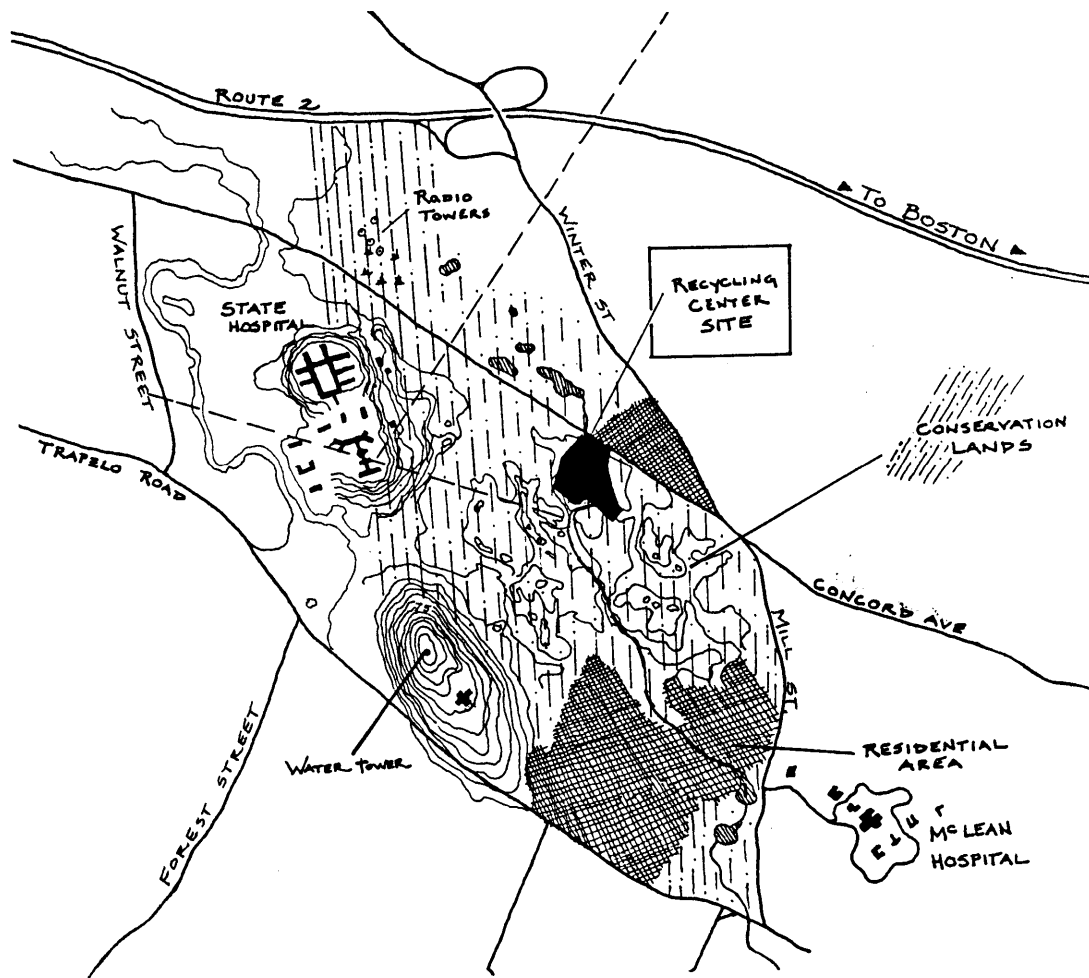 ROUTE 2
RADIO
TOWERS
TO BOSTON
WINTER ST
WALNUT STREET
STATE
HOSPITAL
RECYCLING
CENTER
SITE
CONSERVATION
LANDS
TRAPELO ROAD
CONCORD AVE
MILL ST.
FOREST STREET
WATER TOWER
RESIDENTIAL
AREA
McLEAN
HOSPITAL